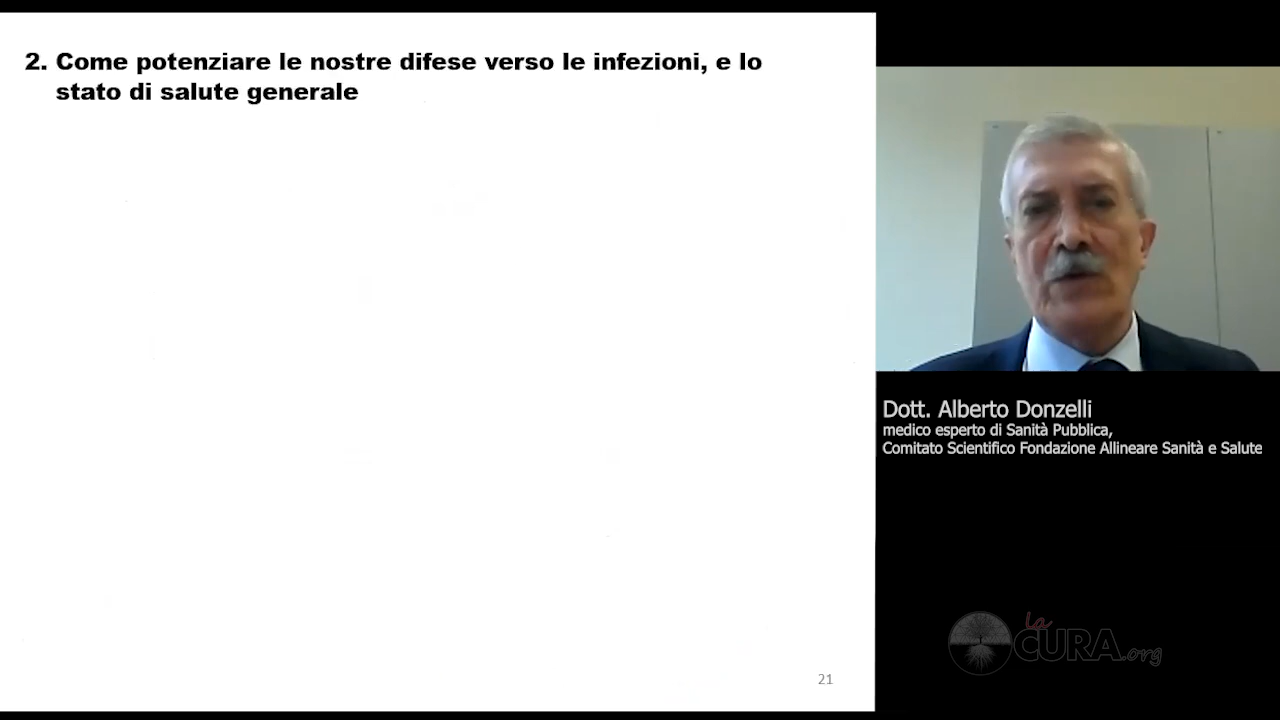 2. Come potenziare le nostre difese verso le infezioni, e lo
stato di salute generale
21
Dott. Alberto Donzelli
medico esperto di Sanità Pubblica,
Comitato Scientifico Fondazione Allineare Sanità e Salute
la
CURA.org